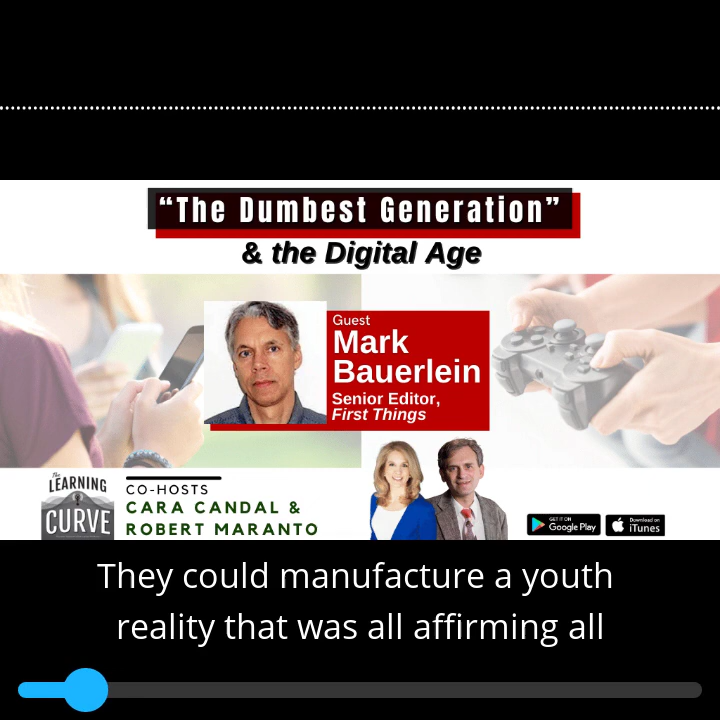 “The Dumbest Generation”
& the Digital Age
Guest
Mark
Bauerlein
Senior Editor,
First Things
The
LEARNING
CURVE
CO-HOSTS
CARA CANDAL &
ROBERT MARANTO
GET IT ON
Google Play
Download on
iTunes
They could manufacture a youth
reality that was all affirming all